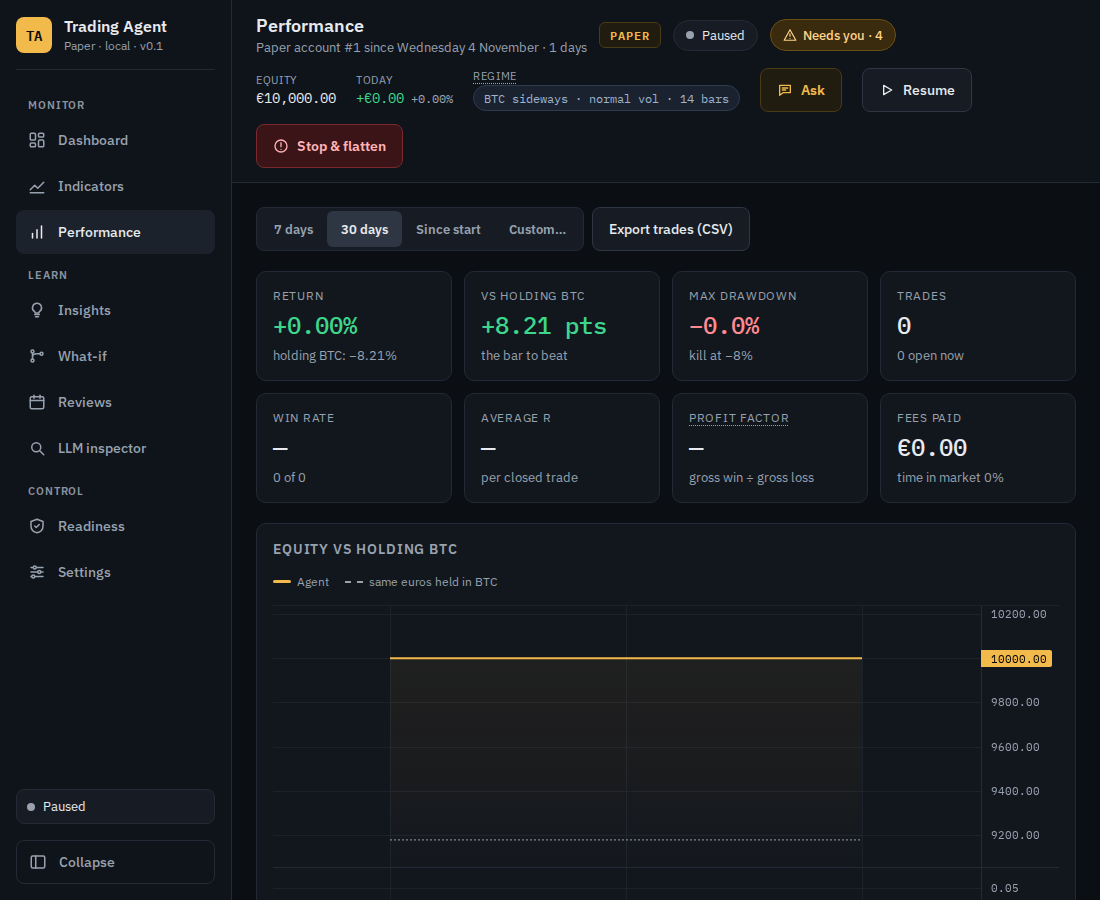 TA
Trading Agent
Paper · local · v0.1
MONITOR
Dashboard
Indicators
Performance
LEARN
Insights
What-if
Reviews
LLM inspector
CONTROL
Readiness
Settings
Paused
Collapse
Performance
Paper account #1 since Wednesday 4 November · 1 days
PAPER
Paused
Needs you · 4
EQUITY
€10,000.00
TODAY
+€0.00 +0.00%
REGIME
BTC sideways · normal vol · 14 bars
Ask
Resume
Stop & flatten
7 days
30 days
Since start
Custom...
Export trades (CSV)
RETURN
+0.00%
holding BTC: −8.21%
VS HOLDING BTC
+8.21 pts
the bar to beat
MAX DRAWDOWN
−0.0%
kill at −8%
TRADES
0
0 open now
WIN RATE
—
0 of 0
AVERAGE R
—
per closed trade
PROFIT FACTOR
—
gross win ÷ gross loss
FEES PAID
€0.00
time in market 0%
EQUITY VS HOLDING BTC
Agent
same euros held in BTC
10200.00
10000.00
9800.00
9600.00
9400.00
9200.00
0.05